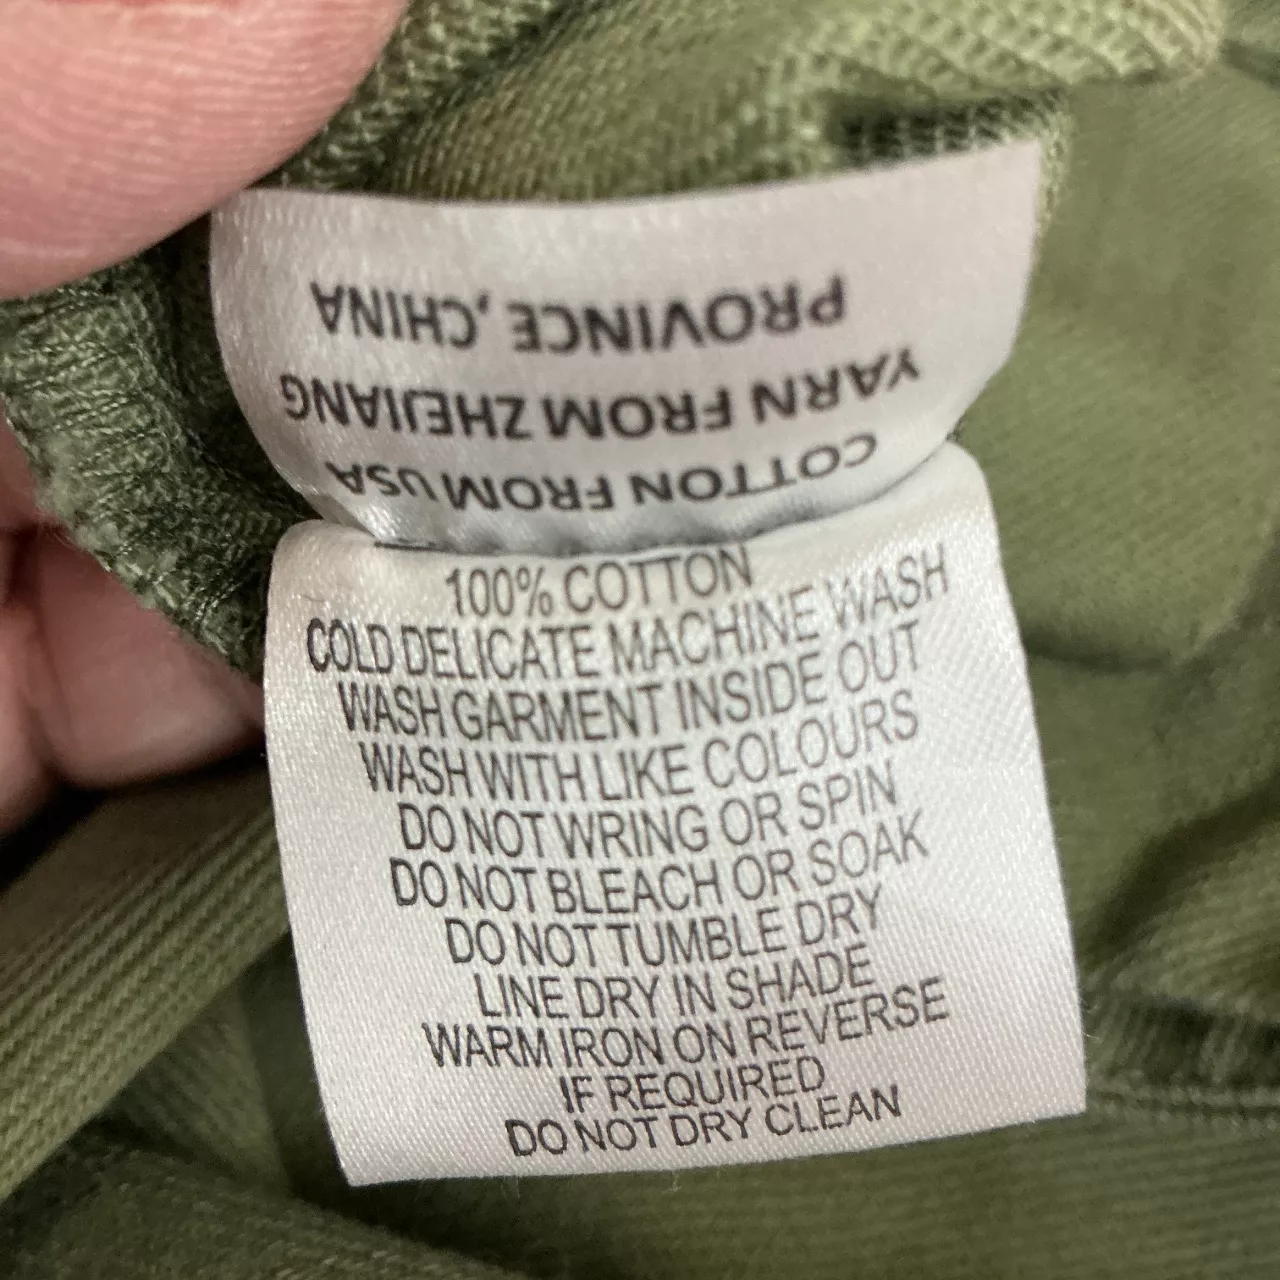 COTTON FROM USA
YARN FROM ZHEJIANG
PROVINCE,CHINA
100% COTTON
COLD DELICATE MACHINE WASH
WASH GARMENT INSIDE OUT
WASH WITH LIKE COLOURS
DO NOT WRING OR SPIN
DO NOT BLEACH OR SOAK
DO NOT TUMBLE DRY
LINE DRY IN SHADE
WARM IRON ON REVERSE
IF REQUIRED
DO NOT DRY CLEAN